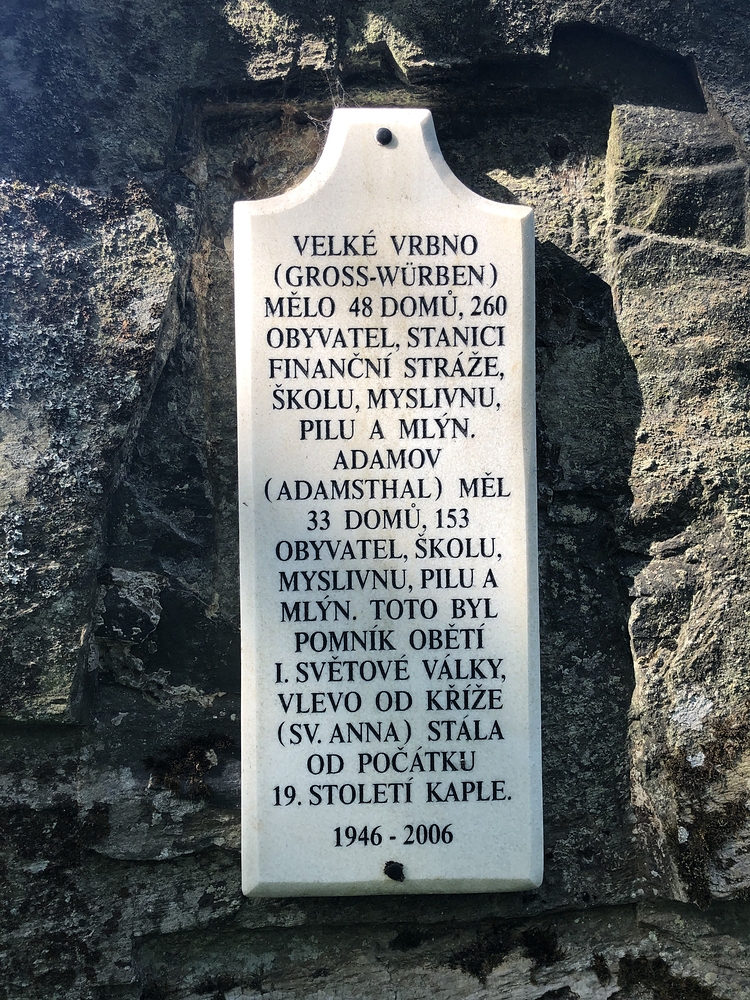 VELKÉ VRBNO
(GROSS-WÜRBEN)
MĚLO 48 DOMŮ, 260
OBYVATEL, STANICI
FINANČNÍ STRÁŽE,
ŠKOLU, MYSLIVNU,
PILU A MLÝN.
ADAMOV
(ADAMSTHAL) MĚL
33 DOMŮ, 153
OBYVATEL, ŠKOLU,
MYSLIVNU, PILU A
MLÝN. TOTO BYL
POMNÍK OBĚTÍ
I. SVĚTOVÉ VÁLKY,
VLEVO OD KŘÍŽE
(SV. ANNA) STÁLA
OD POČÁTKU
19. STOLETÍ KAPLE.
1946 - 2006